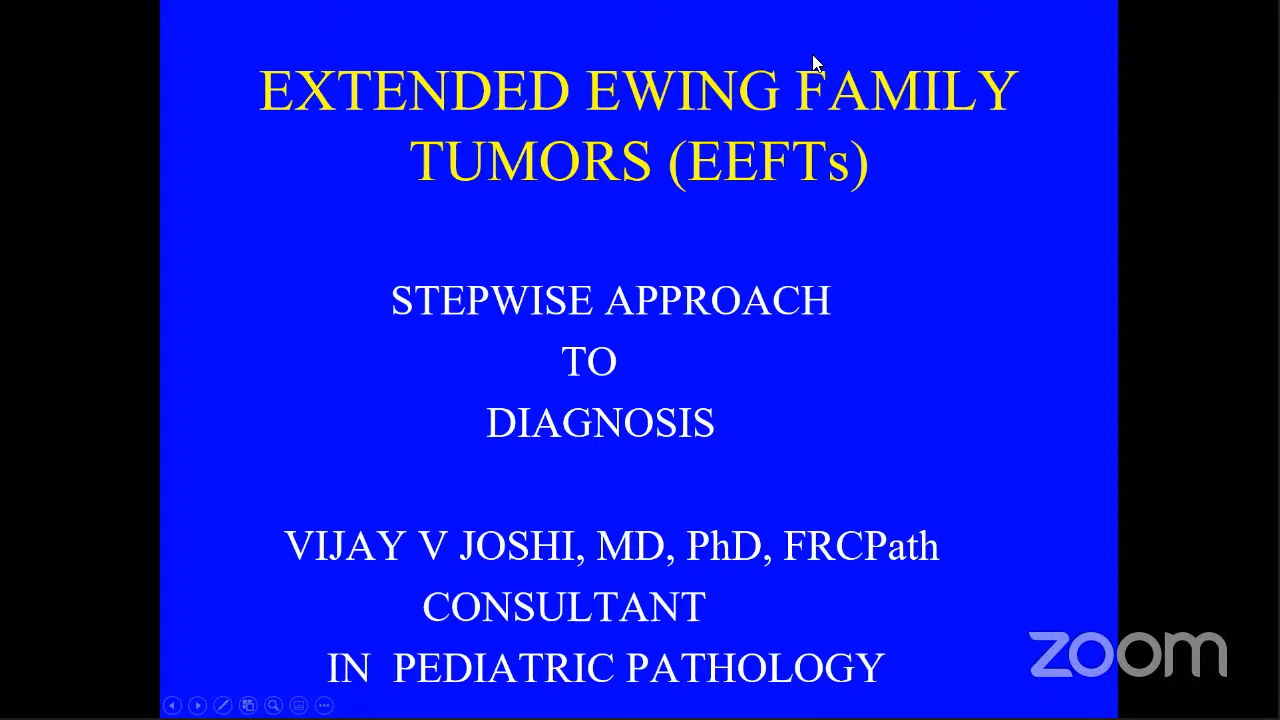 EXTENDED EWING FAMILY
TUMORS (EEFTs)
STEPWISE APPROACH
TO
DIAGNOSIS
VIJAY V JOSHI, MD, PhD, FRCPath
CONSULTANT
IN PEDIATRIC PATHOLOGY
zoom